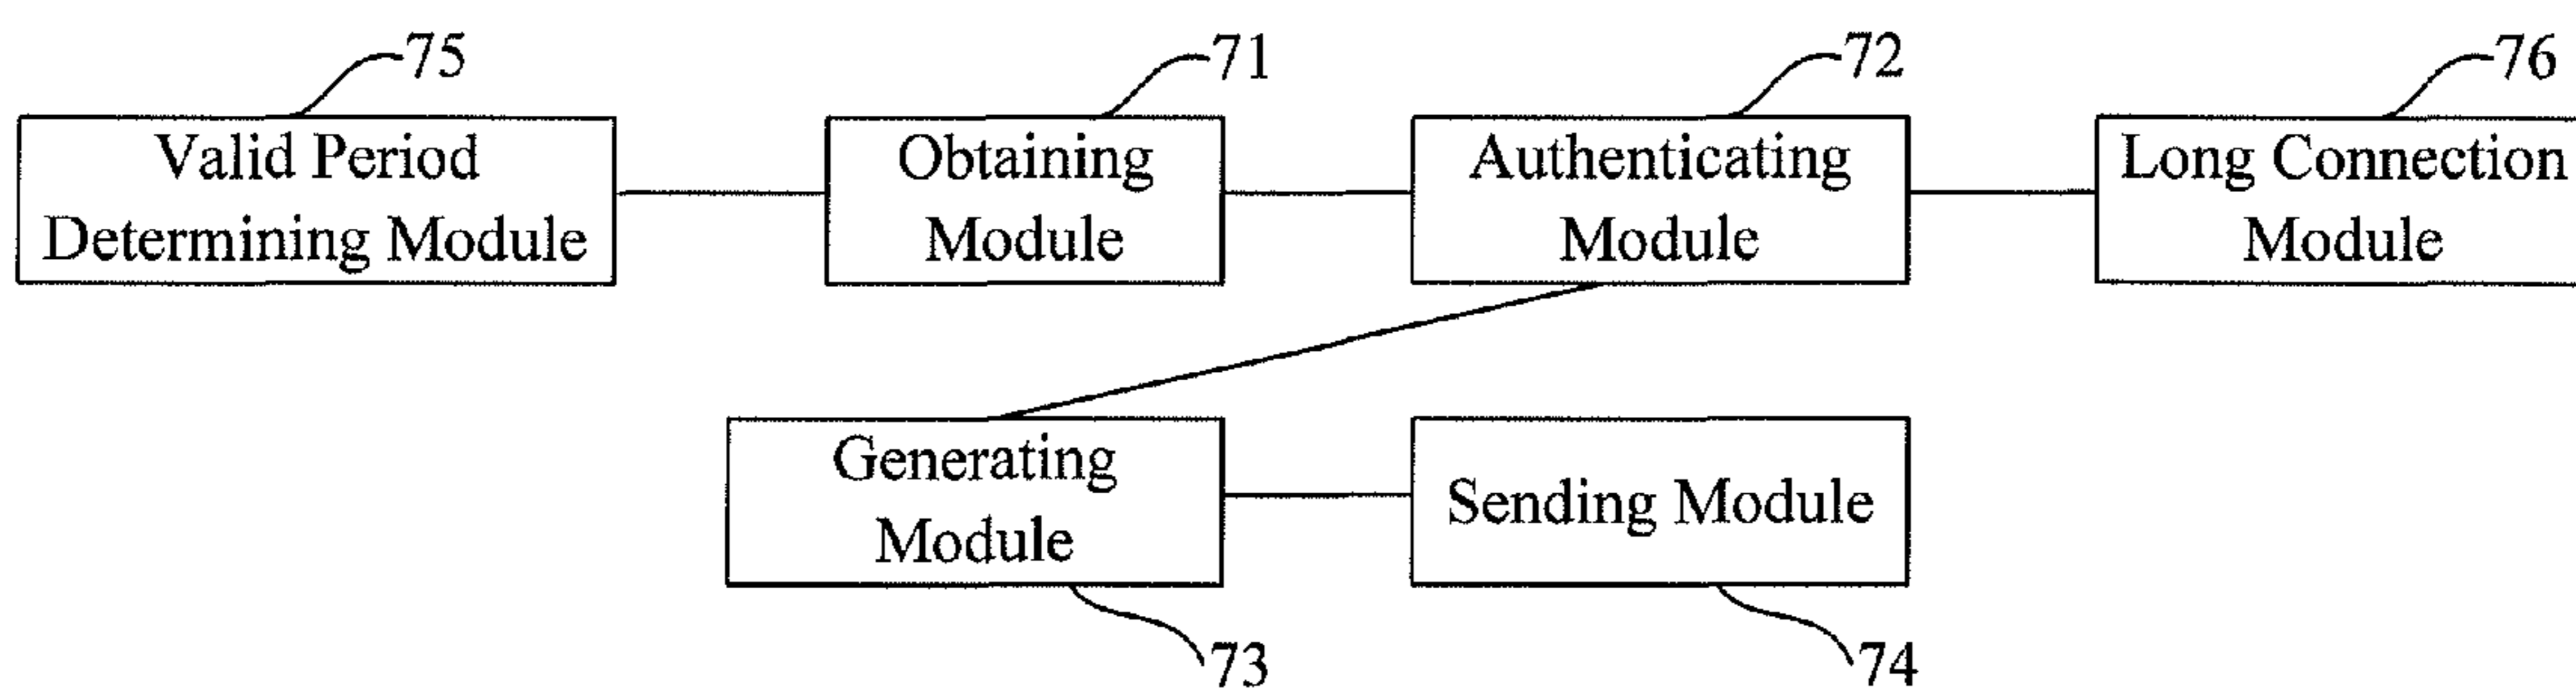 75
71
72
76
Valid Period
Determining Module
Obtaining
Module
Authenticating
Module
Long Connection
Module
Generating
Module
Sending Module
73
74